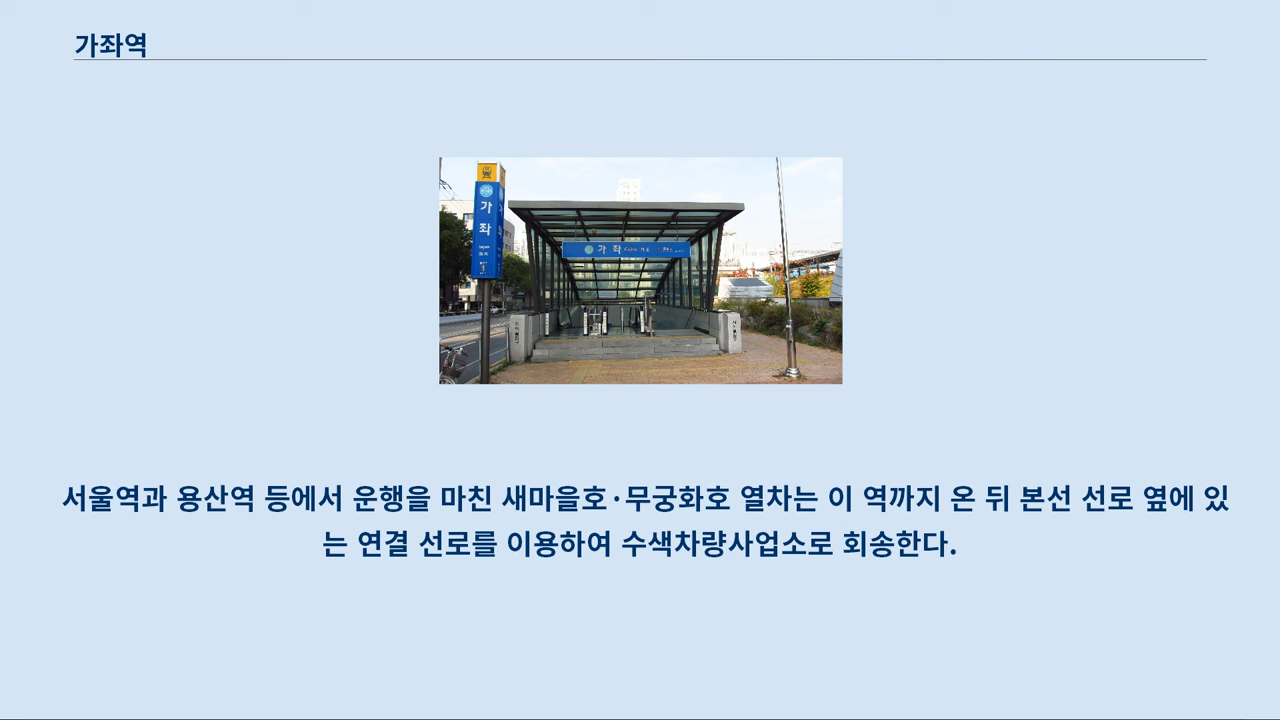 가좌역
가
좌
가좌
서울역과 용산역 등에서 운행을 마친 새마을호·무궁화호 열차는 이 역까지 온 뒤 본선 선로 옆에 있
는 연결 선로를 이용하여 수색차량사업소로 회송한다.